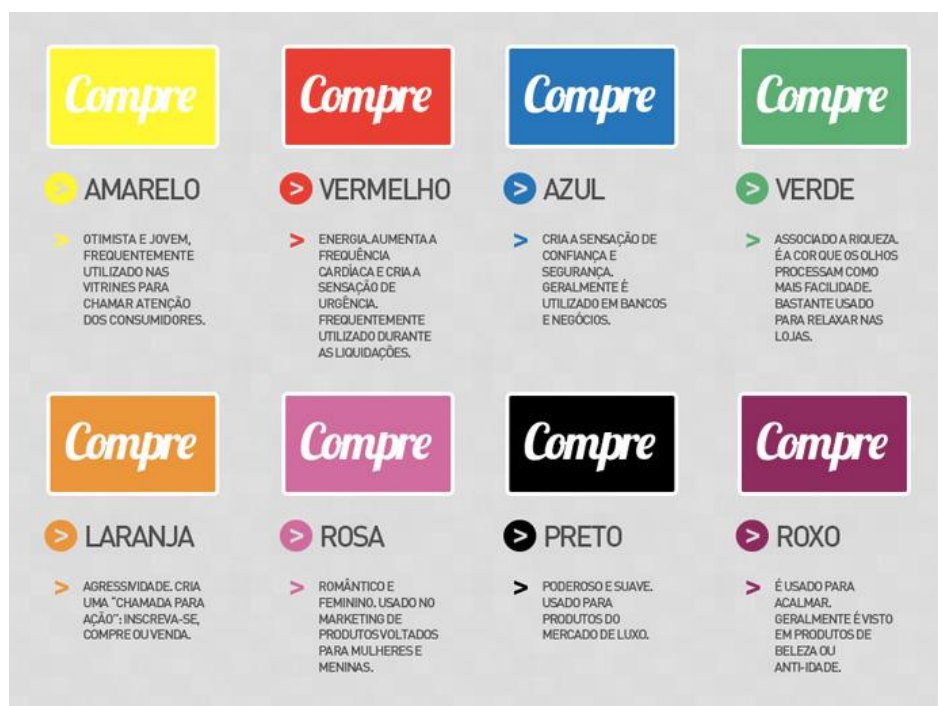 Compre
> AMARELO
> OTIMISTA E JOVEM,
FREQUENTEMENTE
UTILIZADO NAS
VITRINES PARA
CHAMAR ATENÇÃO
DOS CONSUMIDORES.
Compre
> VERMELHO
> ENERGIA. AUMENTA A
FREQUÊNCIA
CARDÍACA E CRIA A
SENSAÇÃO DE
URGÊNCIA.
FREQUENTEMENTE
UTILIZADO DURANTE
AS LIQUIDAÇÕES.
Compre
> AZUL
> CRIA A SENSAÇÃO DE
CONFIANÇA E
SEGURANÇA.
GERALMENTE É
UTILIZADO EM BANCOS
E NEGÓCIOS.
Compre
> VERDE
> ASSOCIADO A RIQUEZA.
É A COR QUE OS OLHOS
PROCESSAM COMO
MAIS FACILIDADE.
BASTANTE USADO
PARA RELAXAR NAS
LOJAS.
Compre
> LARANJA
> AGRESSIVIDADE. CRIA
UMA "CHAMADA PARA
AÇÃO": INSCREVA-SE,
COMPRE OU VENDA.
Compre
> ROSA
> ROMÂNTICO E
FEMININO. USADO NO
MARKETING DE
PRODUTOS VOLTADOS
PARA MULHERES E
MENINAS.
Compre
> PRETO
> PODEROSO E SUAVE.
USADO PARA
PRODUTOS DO
MERCADO DE LUXO.
Compre
> ROXO
> É USADO PARA
ACALMAR.
GERALMENTE É VISTO
EM PRODUTOS DE
BELEZA OU
ANTI-IDADE.